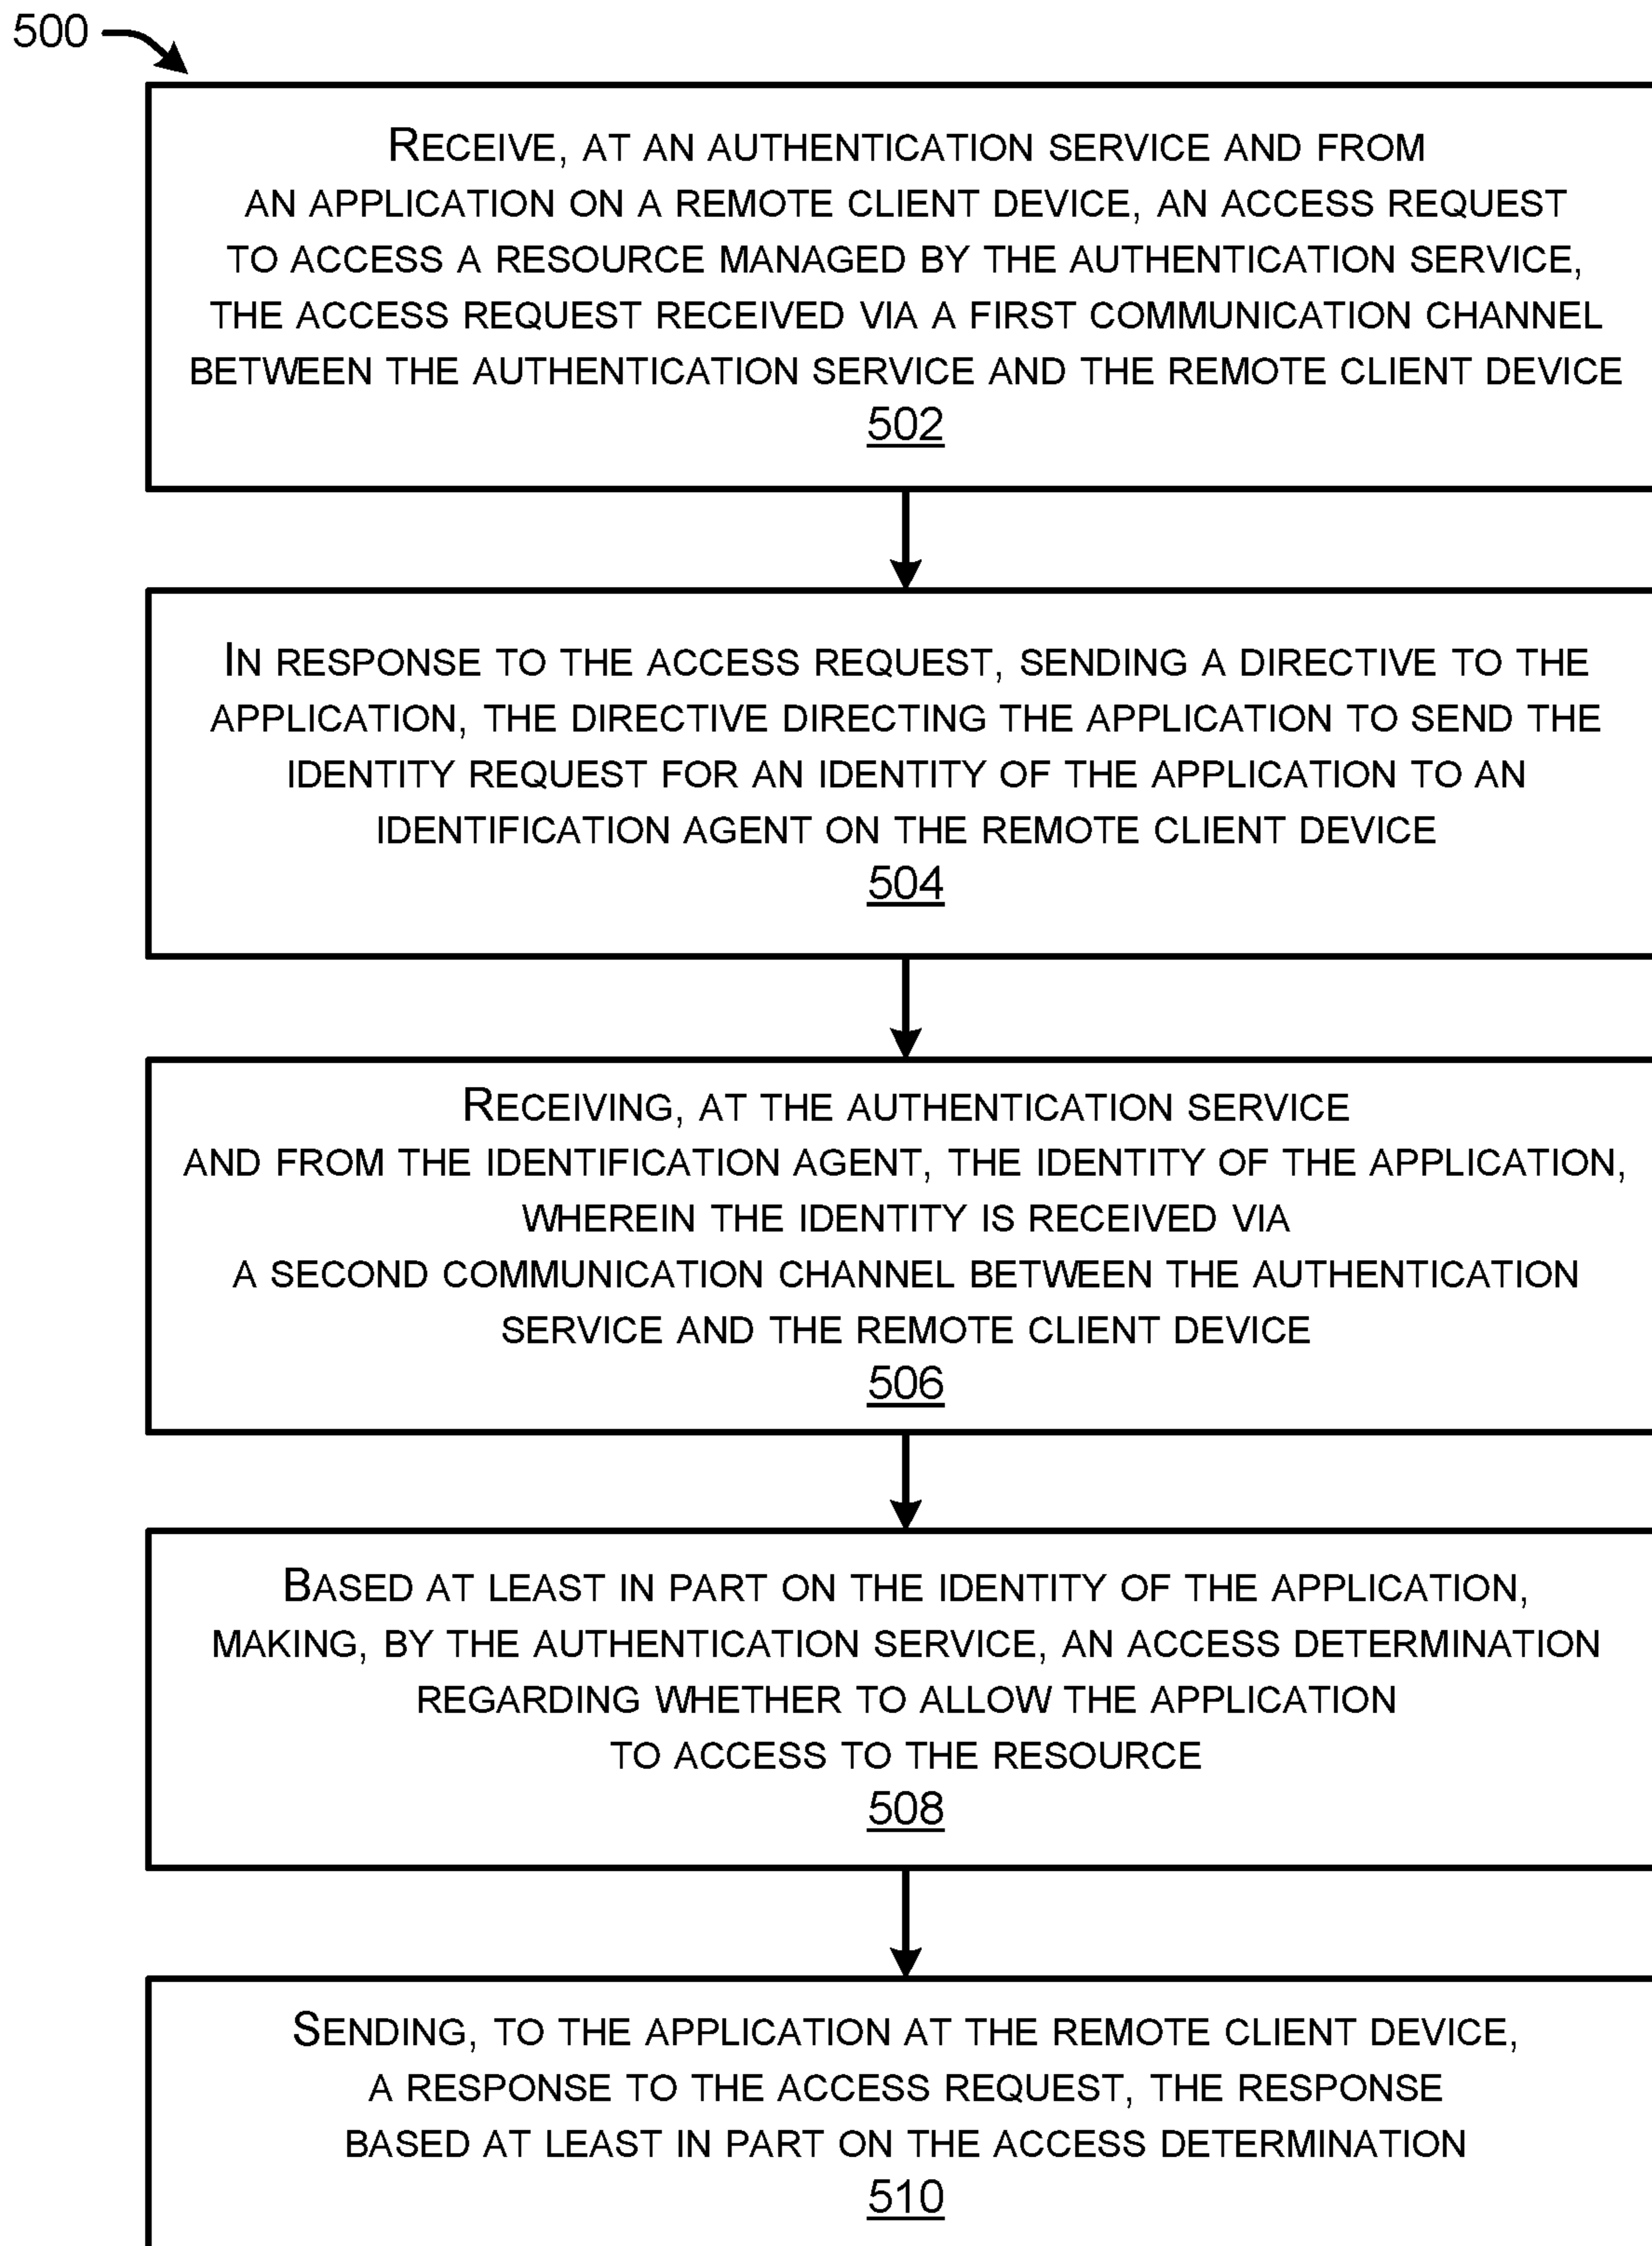 500
RECEIVE, AT AN AUTHENTICATION SERVICE AND FROM
AN APPLICATION ON A REMOTE CLIENT DEVICE, AN ACCESS REQUEST
TO ACCESS A RESOURCE MANAGED BY THE AUTHENTICATION SERVICE,
THE ACCESS REQUEST RECEIVED VIA A FIRST COMMUNICATION CHANNEL
BETWEEN THE AUTHENTICATION SERVICE AND THE REMOTE CLIENT DEVICE
502
IN RESPONSE TO THE ACCESS REQUEST, SENDING A DIRECTIVE TO THE
APPLICATION, THE DIRECTIVE DIRECTING THE APPLICATION TO SEND THE
IDENTITY REQUEST FOR AN IDENTITY OF THE APPLICATION TO AN
IDENTIFICATION AGENT ON THE REMOTE CLIENT DEVICE
504
RECEIVING, AT THE AUTHENTICATION SERVICE
AND FROM THE IDENTIFICATION AGENT, THE IDENTITY OF THE APPLICATION,
WHEREIN THE IDENTITY IS RECEIVED VIA
A SECOND COMMUNICATION CHANNEL BETWEEN THE AUTHENTICATION
SERVICE AND THE REMOTE CLIENT DEVICE
506
BASED AT LEAST IN PART ON THE IDENTITY OF THE APPLICATION,
MAKING, BY THE AUTHENTICATION SERVICE, AN ACCESS DETERMINATION
REGARDING WHETHER TO ALLOW THE APPLICATION
TO ACCESS TO THE RESOURCE
508
SENDING, TO THE APPLICATION AT THE REMOTE CLIENT DEVICE,
A RESPONSE TO THE ACCESS REQUEST, THE RESPONSE
BASED AT LEAST IN PART ON THE ACCESS DETERMINATION
510